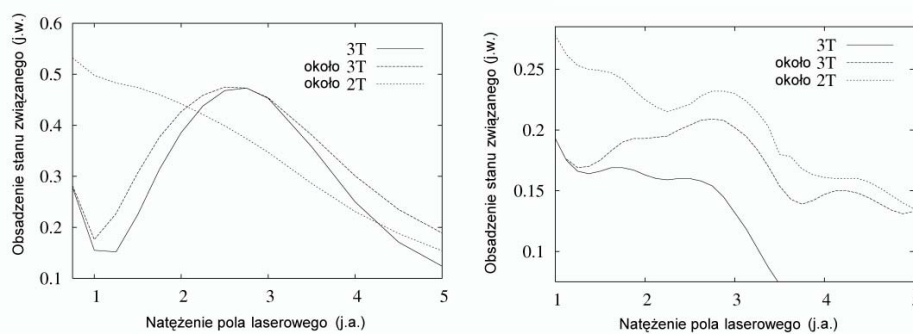 0.6
0.5
0.4
0.3
0.2
0.1
Obsadzenie stanu związanego (j.w.)
3T
około 3T
około 2T
1 2 3 4 5
Natężenie pola laserowego (j.a.)
0.25
0.2
0.15
0.1
Obsadzenie stanu związanego (j.w.)
3T
około 3T
około 2T
1 2 3 4 5
Natężenie pola laserowego (j.a.)